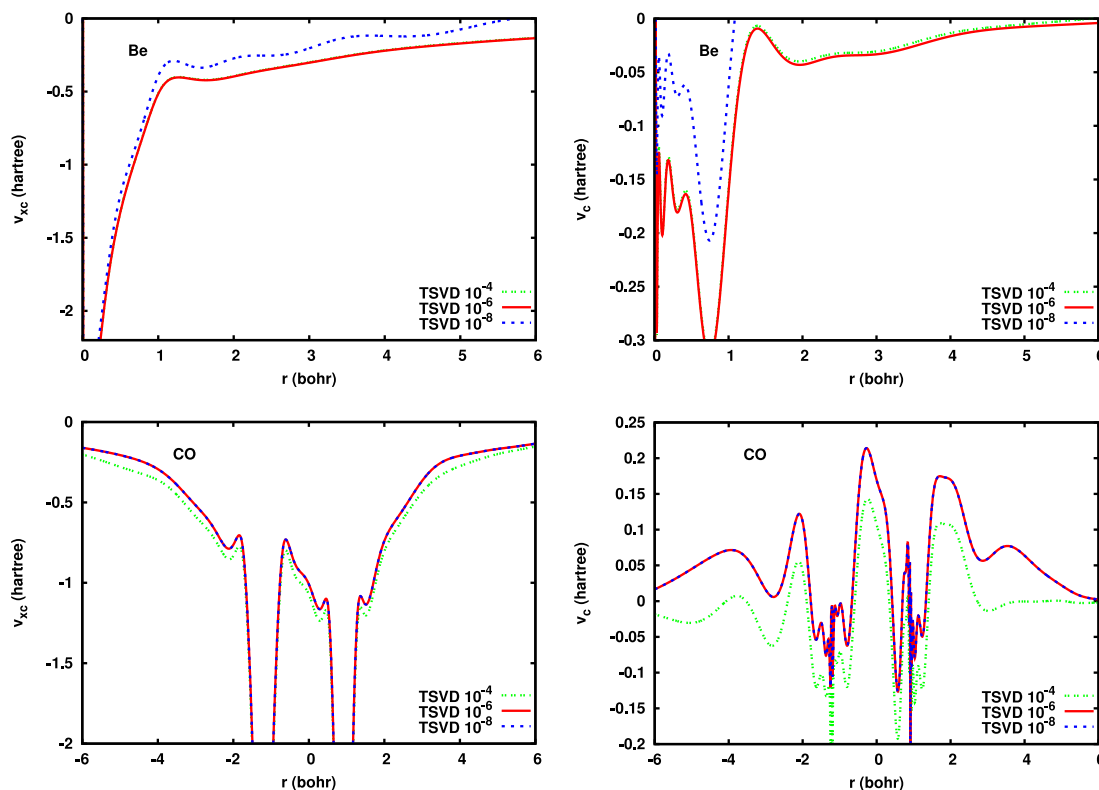 0
-0.5
-1
-1.5
-2
v_xc (hartree)
Be
TSVD 10^-4
TSVD 10^-6
TSVD 10^-8
0 1 2 3 4 5 6
r (bohr)
0
-0.05
-0.1
-0.15
-0.2
-0.25
-0.3
v_c (hartree)
Be
TSVD 10^-4
TSVD 10^-6
TSVD 10^-8
0 1 2 3 4 5 6
r (bohr)
0
-0.5
-1
-1.5
-2
v_xc (hartree)
CO
TSVD 10^-4
TSVD 10^-6
TSVD 10^-8
-6 -4 -2 0 2 4 6
r (bohr)
0.25
0.2
0.15
0.1
0.05
0
-0.05
-0.1
-0.15
-0.2
v_c (hartree)
CO
TSVD 10^-4
TSVD 10^-6
TSVD 10^-8
-6 -4 -2 0 2 4 6
r (bohr)